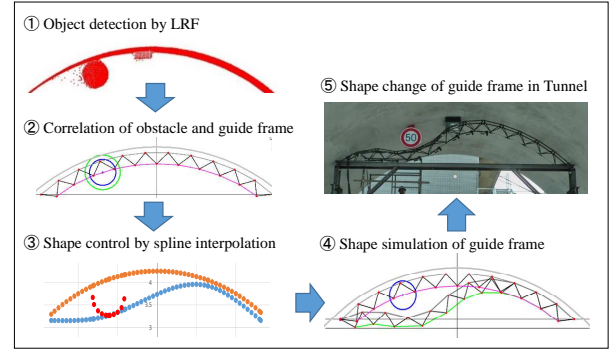 ① Object detection by LRF
② Correlation of obstacle and guide frame
③ Shape control by spline interpolation
4
3.5
3
④ Shape simulation of guide frame
⑤ Shape change of guide frame in Tunnel
50